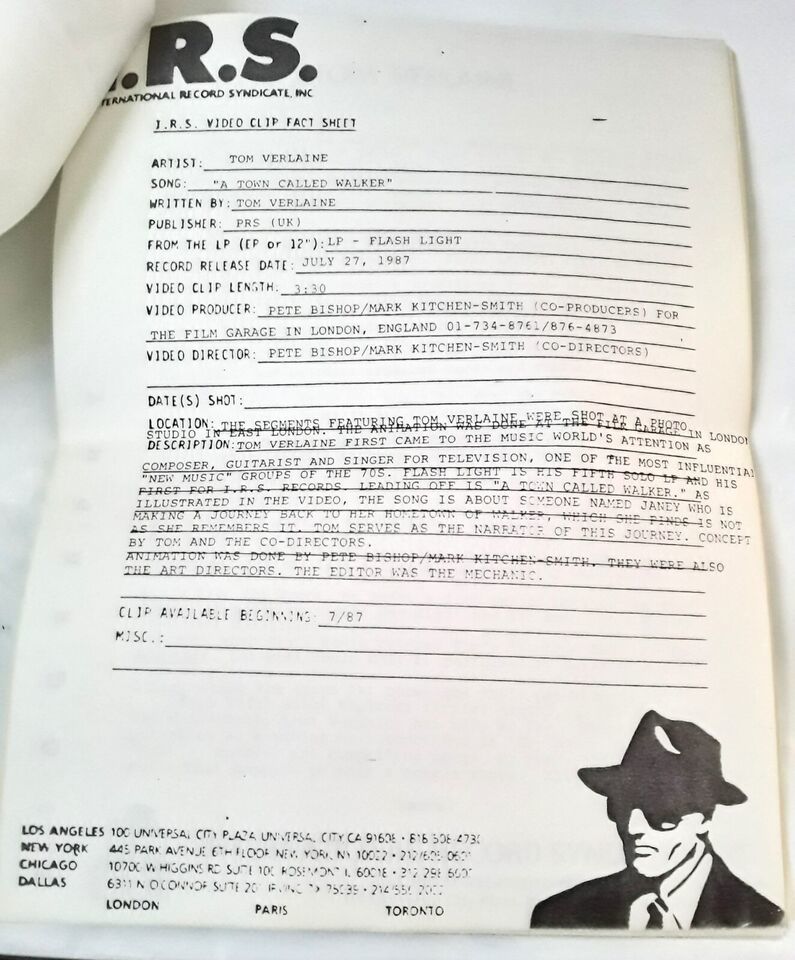 I.R.S.
INTERNATIONAL RECORD SYNDICATE, INC
I.R.S. VIDEO CLIP FACT SHEET
ARTIST: TOM VERLAINE
SONG: "A TOWN CALLED WALKER"
WRITTEN BY: TOM VERLAINE
PUBLISHER: PRS (UK)
FROM THE LP (EP or 12"): LP - FLASH LIGHT
RECORD RELEASE DATE: JULY 27, 1987
VIDEO CLIP LENGTH: 3:30
VIDEO PRODUCER: PETE BISHOP/MARK KITCHEN-SMITH (CO-PRODUCERS) FOR
THE FILM GARAGE IN LONDON, ENGLAND 01-734-8761/876-4873
VIDEO DIRECTOR: PETE BISHOP/MARK KITCHEN-SMITH (CO-DIRECTORS)
DATE(S) SHOT:
LOCATION: THE SEGMENTS FEATURING TOM VERLAINE WERE SHOT AT A PHOTO
STUDIO IN EAST LONDON. THE ANIMATION WAS DONE AT THE FILM GARAGE IN LONDON
DESCRIPTION: TOM VERLAINE FIRST CAME TO THE MUSIC WORLD'S ATTENTION AS
COMPOSER, GUITARIST AND SINGER FOR TELEVISION, ONE OF THE MOST INFLUENTIAL
"NEW MUSIC" GROUPS OF THE 70S. FLASH LIGHT IS HIS FIFTH SOLO LP AND HIS
FIRST FOR I.R.S. RECORDS. LEADING OFF IS "A TOWN CALLED WALKER." AS
ILLUSTRATED IN THE VIDEO, THE SONG IS ABOUT SOMEONE NAMED JANEY WHO IS
MAKING A JOURNEY BACK TO HER HOMETOWN OF WALKER, WHICH SHE FINDS IS NOT
AS SHE REMEMBERS IT. TOM SERVES AS THE NARRATOR OF THIS JOURNEY. CONCEPT
BY TOM AND THE CO-DIRECTORS.
ANIMATION WAS DONE BY PETE BISHOP/MARK KITCHEN-SMITH. THEY WERE ALSO
THE ART DIRECTORS. THE EDITOR WAS THE MECHANIC.
CLIP AVAILABLE BEGINNING: 7/87
MISC.:
LOS ANGELES 100 UNIVERSAL CITY PLAZA, UNIVERSAL CITY CA 91608 •
NEW YORK 445 PARK AVENUE 6TH FLOOR NEW YORK, NY 10022 •
CHICAGO 10700 W HIGGINS RD SUITE 100 ROSEMONT IL 60018 •
DALLAS 6311 N O'CONNOR SUITE IRVING TX 75039 •
LONDON PARIS TORONTO